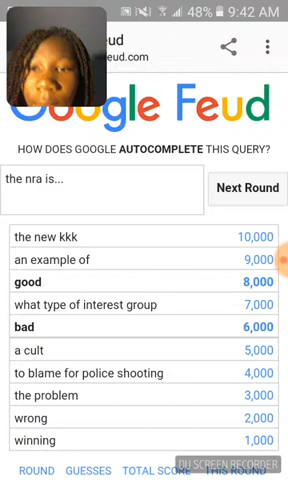 48% 9:42 AM
eud
feud.com
Google Feud
HOW DOES GOOGLE AUTOCOMPLETE THIS QUERY?
the nra is...
Next Round
the new kkk 10,000
an example of 9,000
good 8,000
what type of interest group 7,000
bad 6,000
a cult 5,000
to blame for police shooting 4,000
the problem 3,000
wrong 2,000
winning 1,000
DU SCREEN RECORDER
ROUND GUESSES TOTAL SCORE THIS ROUND